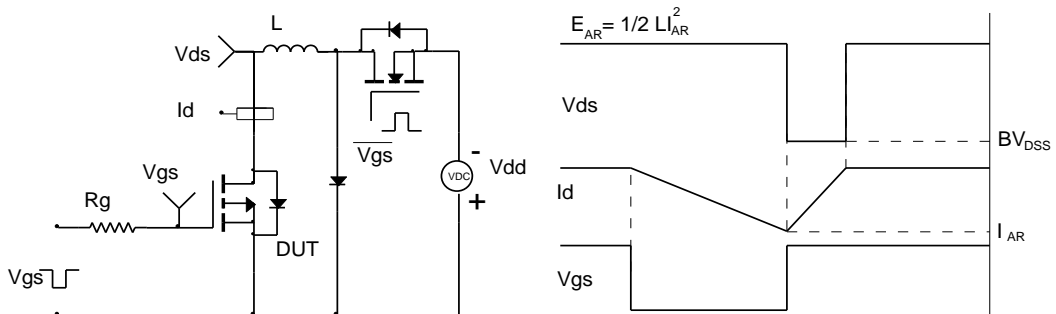 L
Vds
Id
Vgs
Vgs
-
Vdd
VDC
+
Rg
DUT
Vgs
E_AR = 1/2 LI_AR^2
Vds
BV_DSS
Id
I_AR
Vgs